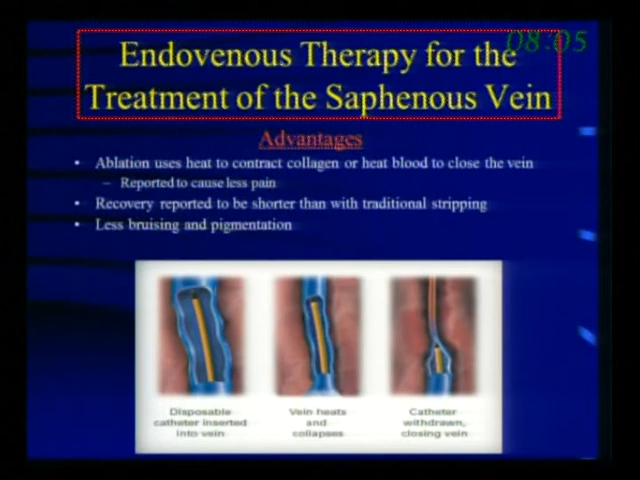 08:05
Endovenous Therapy for the
Treatment of the Saphenous Vein
Advantages
• Ablation uses heat to contract collagen or heat blood to close the vein
– Reported to cause less pain
• Recovery reported to be shorter than with traditional stripping
• Less bruising and pigmentation
Disposable
catheter inserted
into vein
Vein heats
and
collapses
Catheter
withdrawn,
closing vein